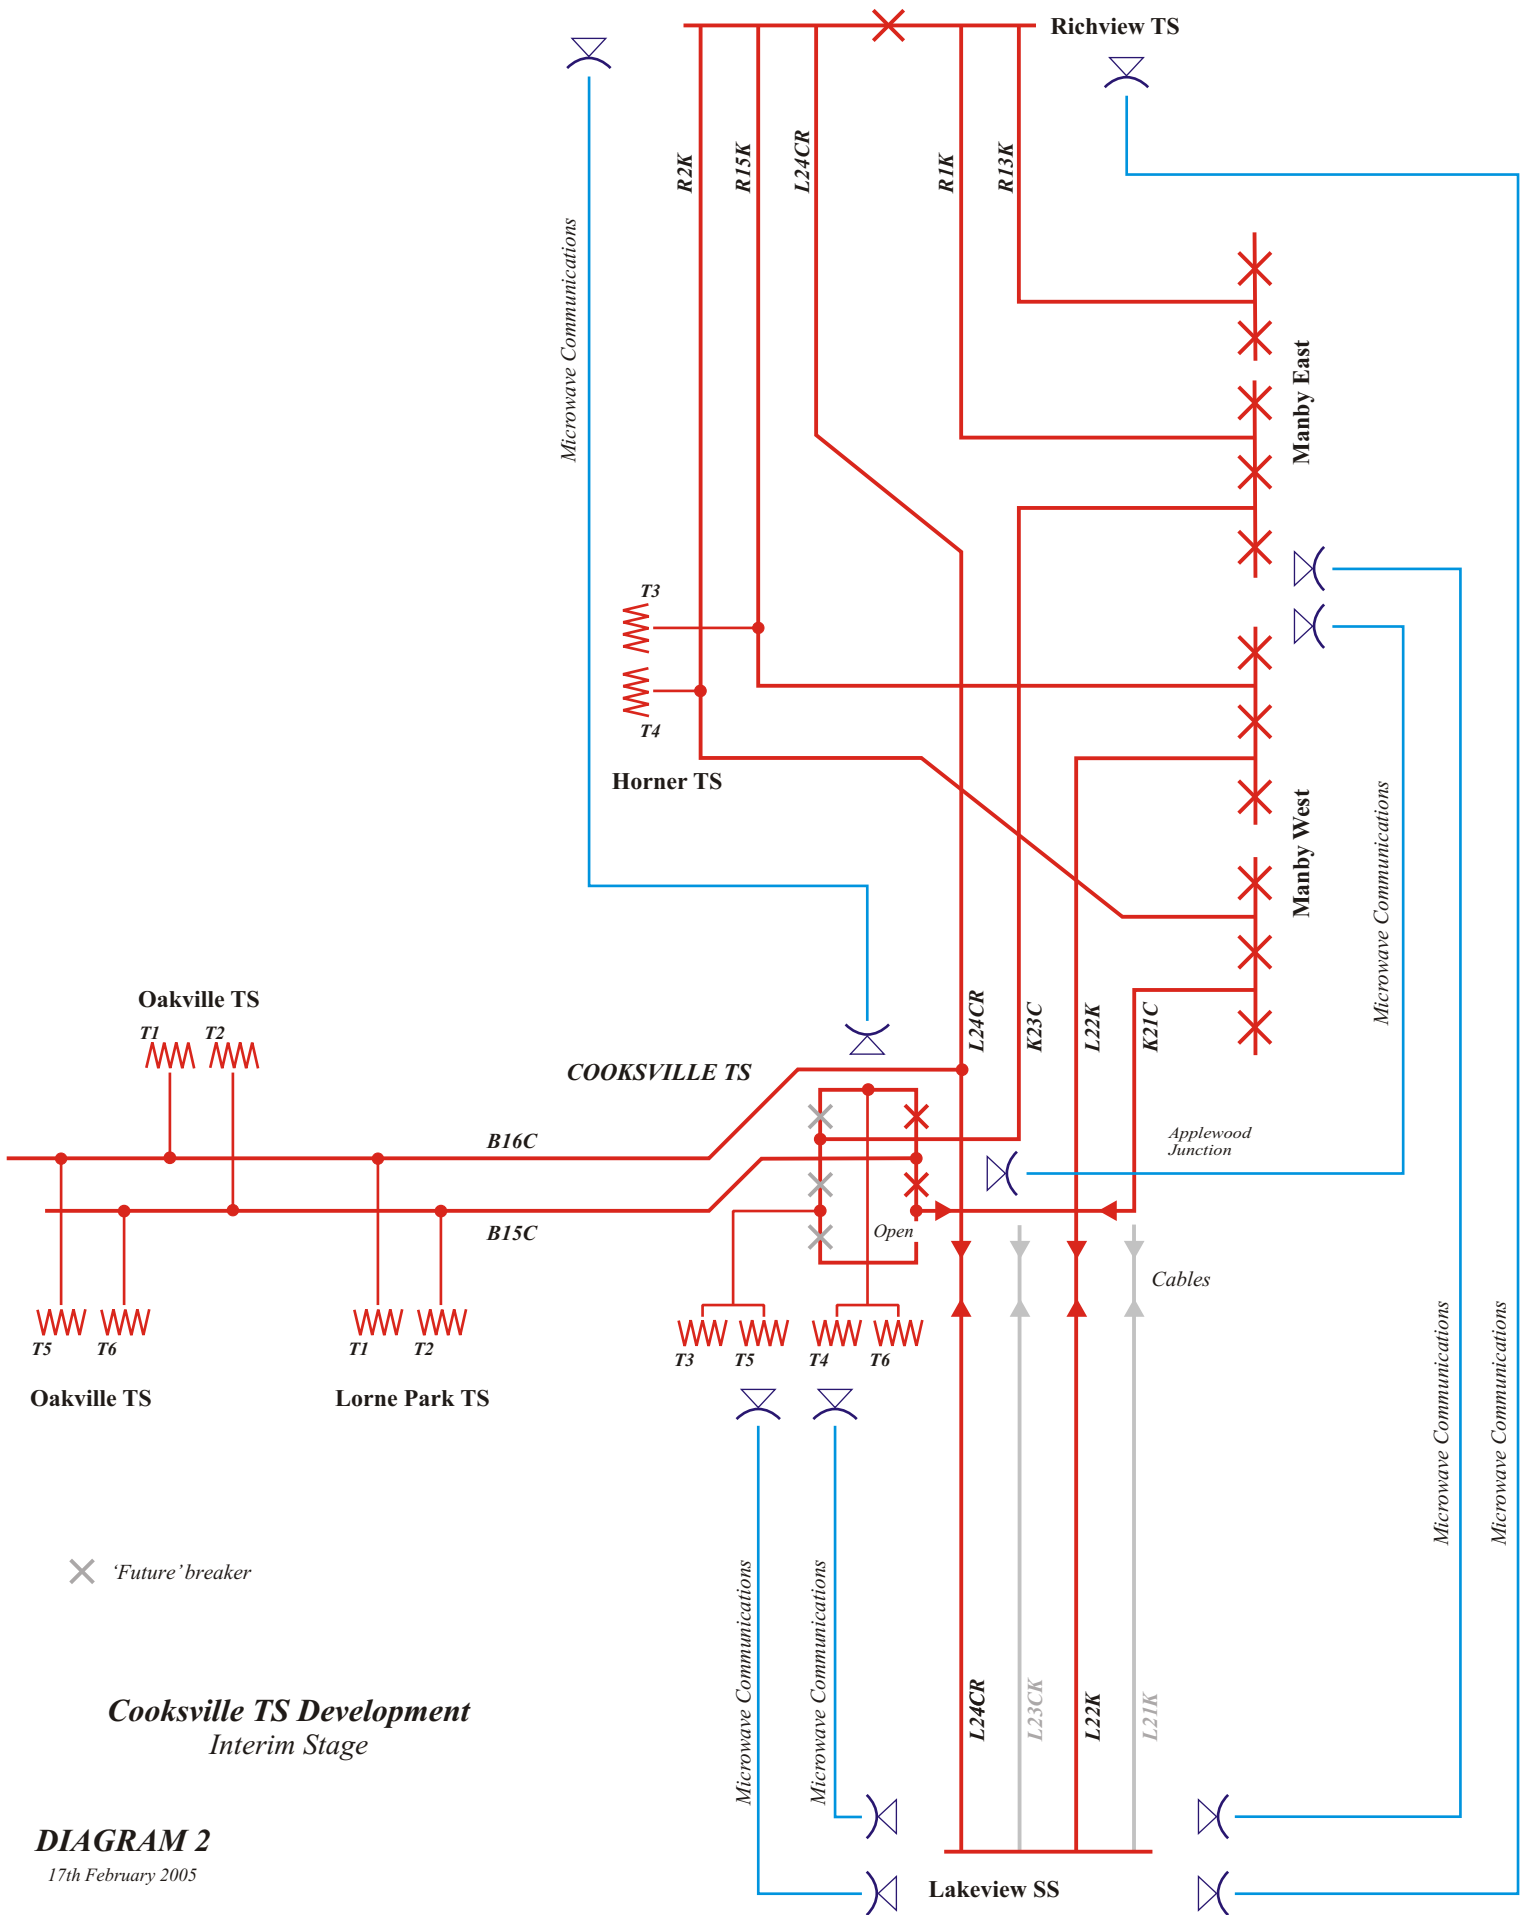 Richview TS
R2K
R15K
L24CR
R1K
R13K
Microwave Communications
Manby East
T3
T4
Horner TS
Manby West
Microwave Communications
Oakville TS
T1
T2
COOKSVILLE TS
L24CR
K23C
L22K
K21C
B16C
Applewood
Junction
B15C
Open
Cables
T5
T6
T1
T2
T3
T5
T4
T6
Oakville TS
Lorne Park TS
Microwave Communications
Microwave Communications
Microwave Communications
Microwave Communications
'Future' breaker
L24CR
L23CK
L22K
L21K
Cooksville TS Development
Interim Stage
DIAGRAM 2
17th February 2005
Lakeview SS